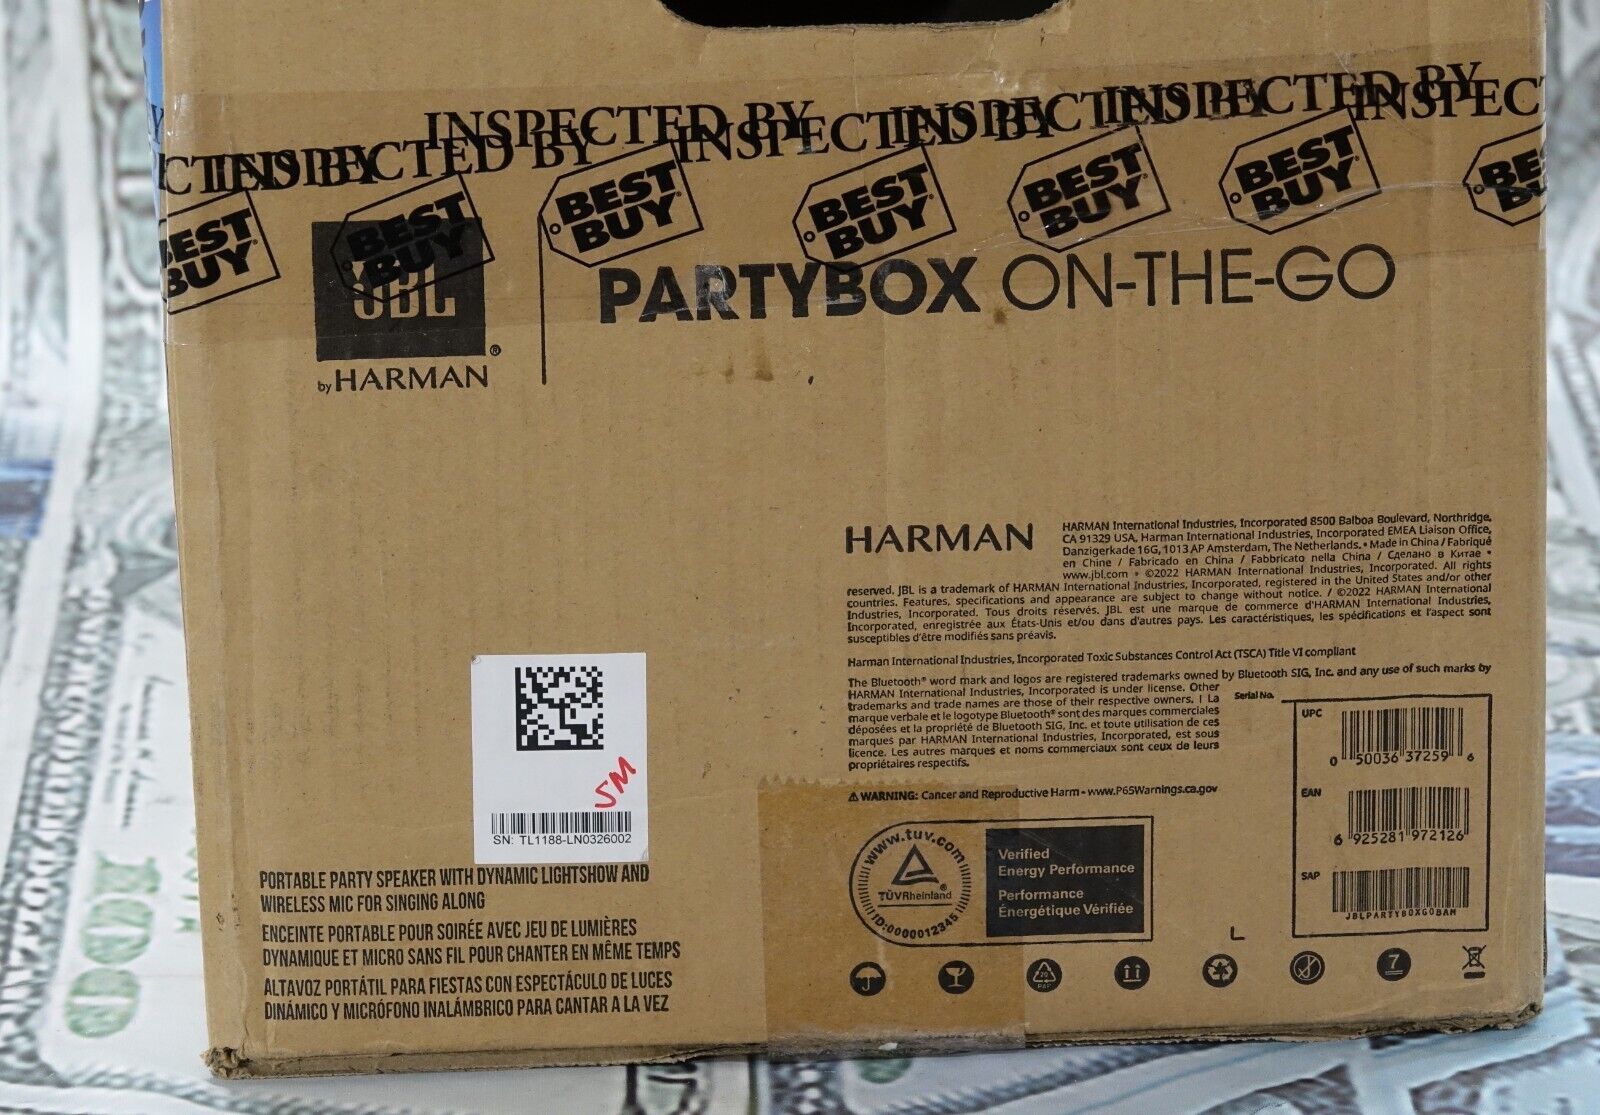 INSPECTED BY INSPECTED BY INSPECTED BY INSPECTED BY INSPECTED BY INSPECTED BY INSPEC
BEST BUY BEST BUY BEST BUY BEST BUY BEST BUY BEST BUY BE BU
JBL
® by HARMAN
PARTYBOX ON-THE-GO
HARMAN
HARMAN International Industries, Incorporated 8500 Balboa Boulevard, Northridge,
CA 91329 USA, Harman International Industries, Incorporated EMEA Liaison Office,
Danzigerkade 16G, 1013 AP Amsterdam, The Netherlands. • Made in China / Fabriqué
en Chine / Fabricado en China / Fabbricato nella China / Сделано в Китае •
www.jbl.com • ©2022 HARMAN International Industries, Incorporated. All rights
reserved. JBL is a trademark of HARMAN International Industries, Incorporated, registered in the United States and/or other
countries. Features, specifications and appearance are subject to change without notice. / ©2022 HARMAN International
Industries, Incorporated. Tous droits réservés. JBL est une marque de commerce d'HARMAN International Industries,
Incorporated, enregistrée aux États-Unis et/ou dans d'autres pays. Les caractéristiques, les spécifications et l'aspect sont
susceptibles d'être modifiés sans préavis.
Harman International Industries, Incorporated Toxic Substances Control Act (TSCA) Title VI compliant
The Bluetooth® word mark and logos are registered trademarks owned by Bluetooth SIG, Inc. and any use of such marks by
HARMAN International Industries, Incorporated is under license. Other
trademarks and trade names are those of their respective owners. I La
marque verbale et le logotype Bluetooth® sont des marques commerciales
déposées et la propriété de Bluetooth SIG, Inc. et toute utilisation de ces
marques par HARMAN International Industries, Incorporated, est sous
licence. Les autres marques et noms commerciaux sont ceux de leurs
propriétaires respectifs.
Serial No.
UPC
0 50036 37259 6
EAN
6 925281 972126
SAP
JBLPARTYBOXGOBAM
⚠ WARNING: Cancer and Reproductive Harm - www.P65Warnings.ca.gov
www.tuv.com
TÜVRheinland®
ID:0000012345
Verified
Energy Performance
Performance
Énergétique Vérifiée
L
20
PAP
7
5M
SN: TL1188-LN0326002
PORTABLE PARTY SPEAKER WITH DYNAMIC LIGHTSHOW AND
WIRELESS MIC FOR SINGING ALONG
ENCEINTE PORTABLE POUR SOIRÉE AVEC JEU DE LUMIÈRES
DYNAMIQUE ET MICRO SANS FIL POUR CHANTER EN MÊME TEMPS
ALTAVOZ PORTÁTIL PARA FIESTAS CON ESPECTÁCULO DE LUCES
DINÁMICO Y MICRÓFONO INALÁMBRICO PARA CANTAR A LA VEZ